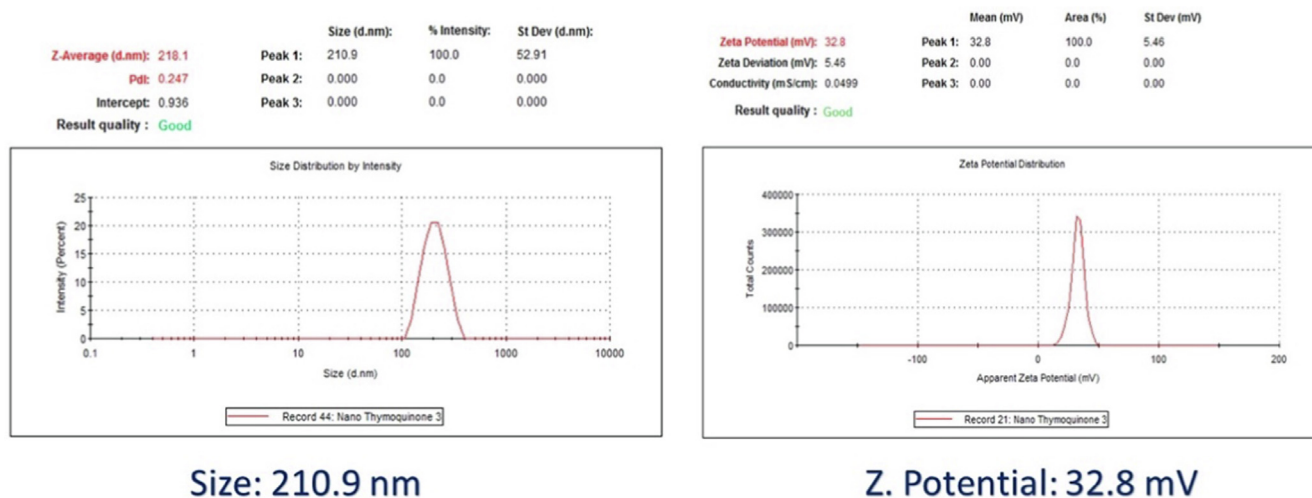 Size (d.nm): % Intensity: St Dev (d.nm):
Z-Average (d.nm): 218.1 Peak 1: 210.9 100.0 52.91
PdI: 0.247 Peak 2: 0.000 0.0 0.000
Intercept: 0.936 Peak 3: 0.000 0.0 0.000
Result quality : Good
Size Distribution by Intensity
Intensity (Percent)
25
20
15
10
5
0
0.1 1 10 100 1000 10000
Size (d.nm)
Record 44: Nano Thymoquinone 3
Size: 210.9 nm
Mean (mV) Area (%) St Dev (mV)
Zeta Potential (mV): 32.8 Peak 1: 32.8 100.0 5.46
Zeta Deviation (mV): 5.46 Peak 2: 0.00 0.0 0.00
Conductivity (mS/cm): 0.0499 Peak 3: 0.00 0.0 0.00
Result quality : Good
Zeta Potential Distribution
Total Counts
400000
300000
200000
100000
0
-100 0 100 200
Apparent Zeta Potential (mV)
Record 21: Nano Thymoquinone 3
Z. Potential: 32.8 mV